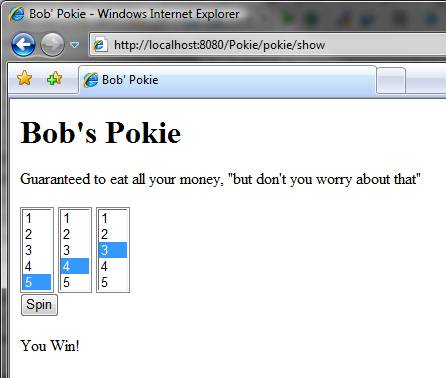 Bob' Pokie - Windows Internet Explorer
http://localhost:8080/Pokie/pokie/show
Bob' Pokie
Bob's Pokie
Guaranteed to eat all your money, "but don't you worry about that"
1 1 1
2 2 2
3 3 3
4 4 4
5 5 5
Spin
You Win!